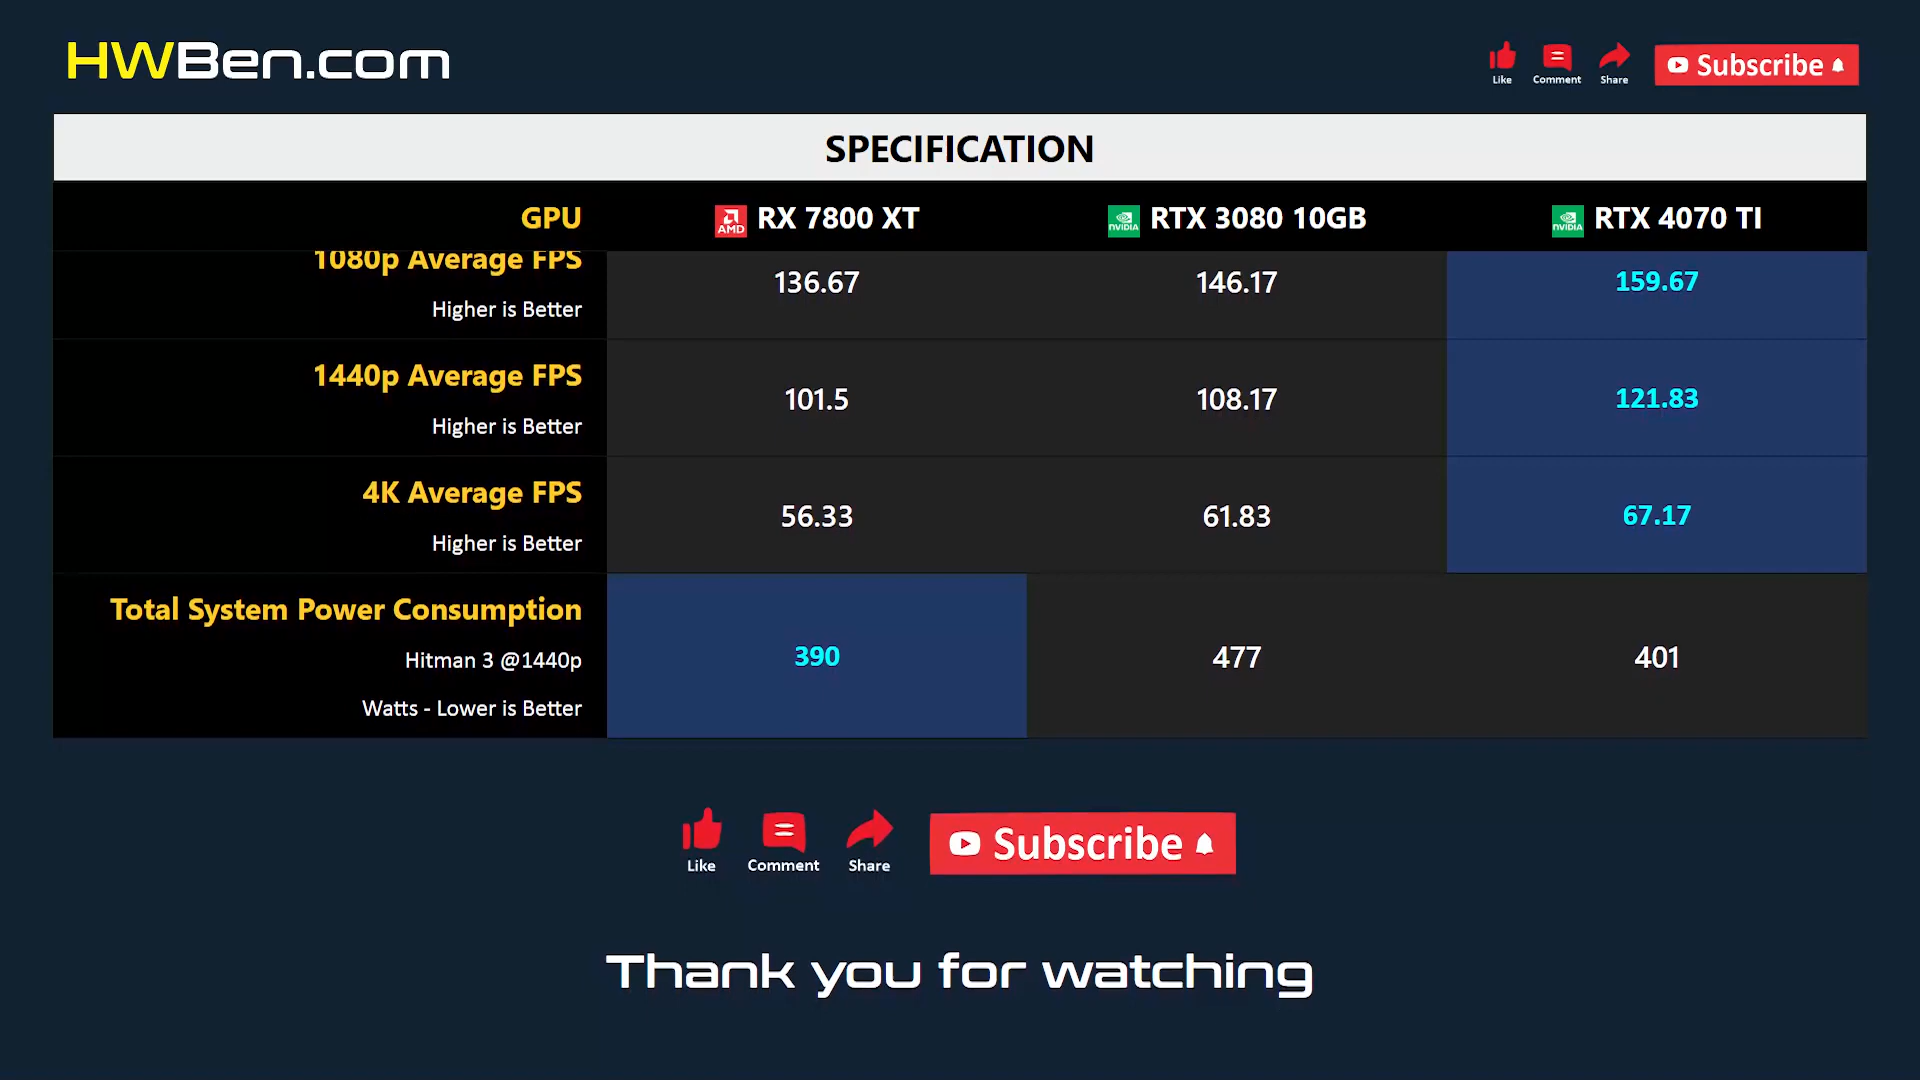 HWBen.com
Like Comment Share Subscribe
SPECIFICATION
GPU AMD RX 7800 XT NVIDIA RTX 3080 10GB NVIDIA RTX 4070 TI
1080p Average FPS
Higher is Better
136.67 146.17 159.67
1440p Average FPS
Higher is Better
101.5 108.17 121.83
4K Average FPS
Higher is Better
56.33 61.83 67.17
Total System Power Consumption
Hitman 3 @1440p
Watts - Lower is Better
390 477 401
Like Comment Share Subscribe
Thank you for watching